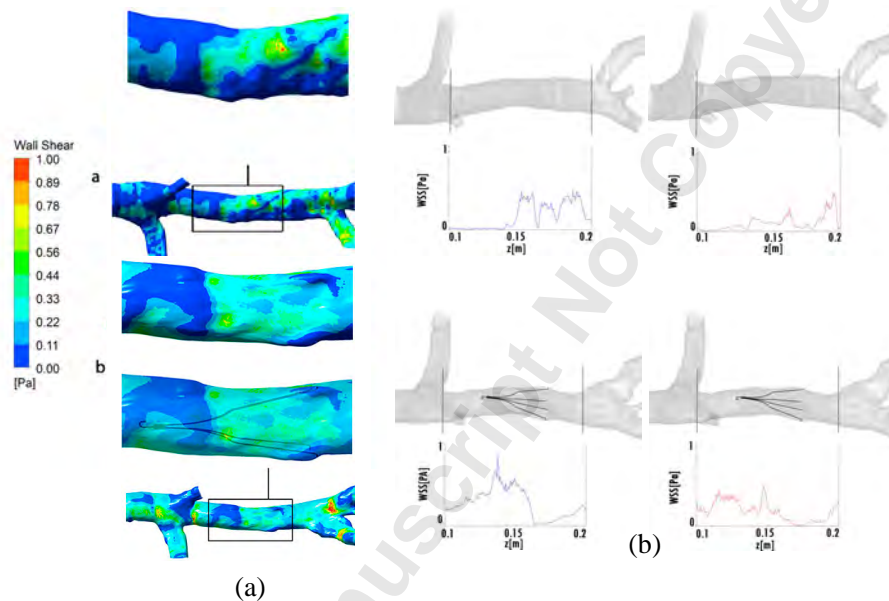 Wall Shear
1.00
0.89
0.78
0.67
0.56
0.44
0.33
0.22
0.11
0.00
[Pa]
a
b
(a)
1
WSS[Pa]
0
0.1 0.15 0.2
z[m]
1
WSS[Pa]
0
0.1 0.15 0.2
z[m]
1
WSS[PA]
0
0.1 0.15 0.2
z[m]
1
WSS[Pa]
0
0.1 0.15 0.2
z[m]
(b)
nuscript Not Copye